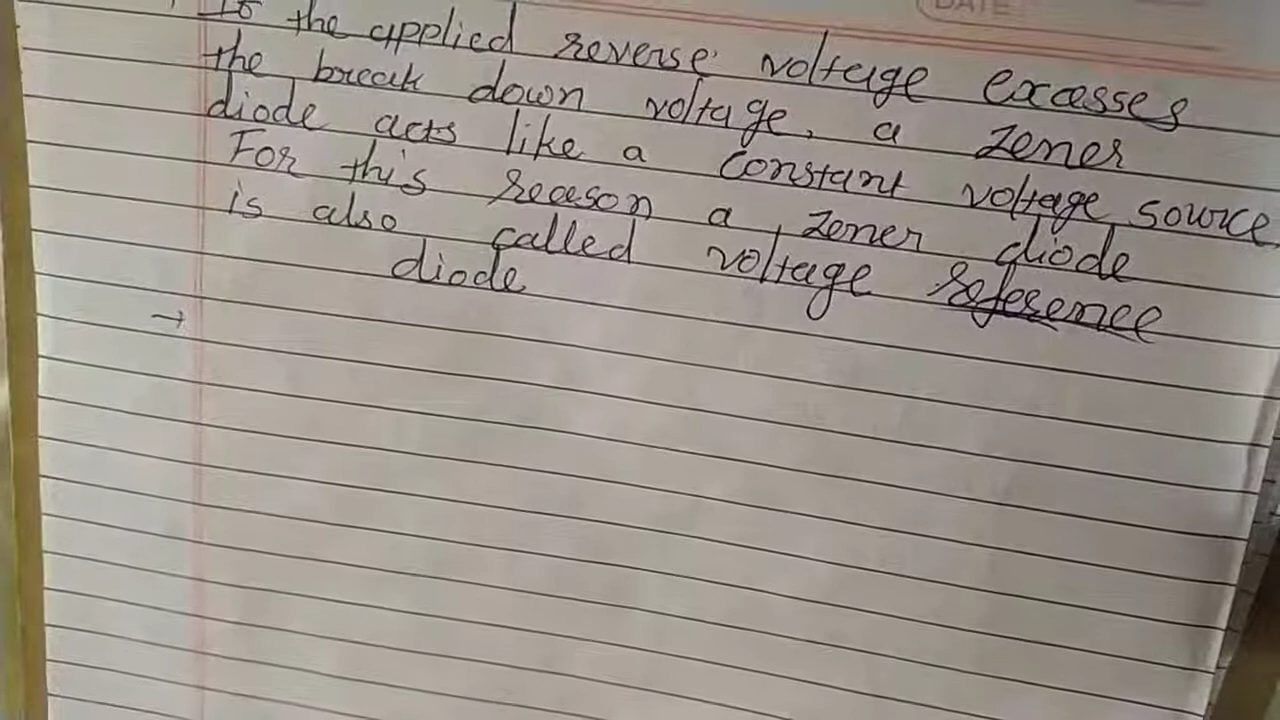 DATE
If the applied reverse voltage excesses
the break down voltage, a zener
diode acts like a constant voltage source
For this reason a zener diode
is also called voltage reference
diode
→